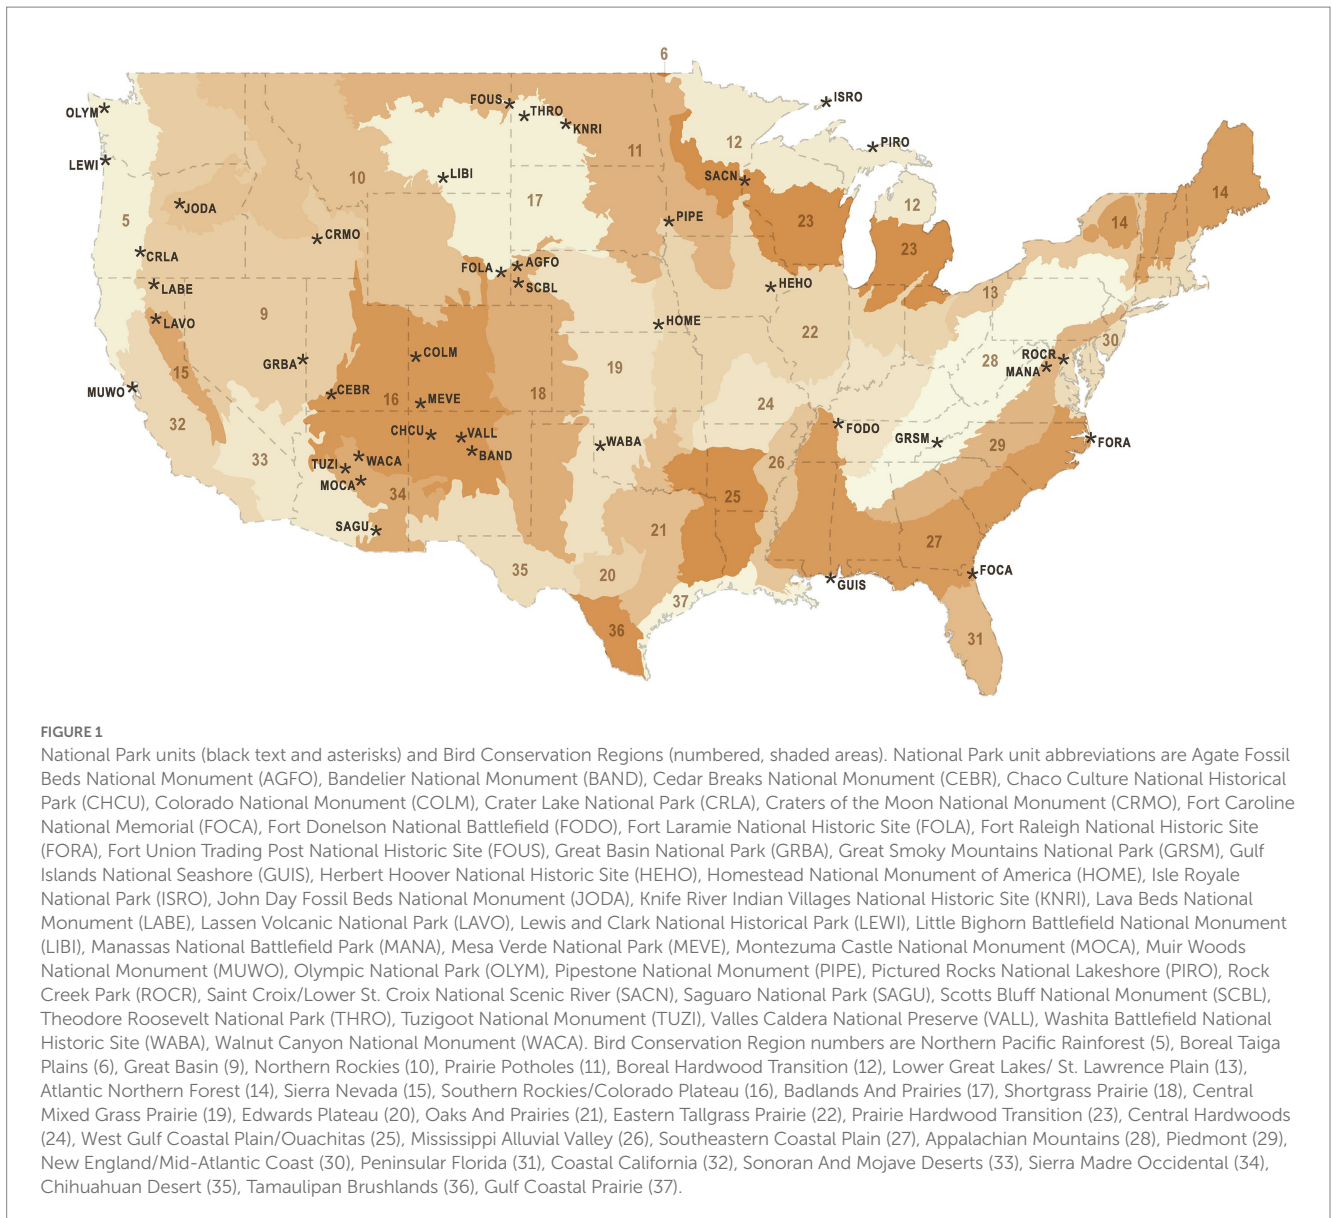 6
OLYM
FOUS
THRO
KNRI
ISRO
12
PIRO
11
LEWI
10
LIBI
SACN
17
14
JODA
12
5
PIPE
23
14
CRMO
23
CRLA
AGFO
FOLA
LABE
SCBL
HEHO
13
9
LAVO
HOME
22
30
COLM
ROCR
GRBA
28
MANA
15
19
MUWO
CEBR
18
16
MEVE
24
32
FODO
CHCU
VALL
WABA
GRSM
FORA
29
BAND
33
WACA
26
TUZI
MOCA
34
25
SAGU
21
27
35
20
FOCA
GUIS
37
36
31
FIGURE 1
National Park units (black text and asterisks) and Bird Conservation Regions (numbered, shaded areas). National Park unit abbreviations are Agate Fossil
Beds National Monument (AGFO), Bandelier National Monument (BAND), Cedar Breaks National Monument (CEBR), Chaco Culture National Historical
Park (CHCU), Colorado National Monument (COLM), Crater Lake National Park (CRLA), Craters of the Moon National Monument (CRMO), Fort Caroline
National Memorial (FOCA), Fort Donelson National Battlefield (FODO), Fort Laramie National Historic Site (FOLA), Fort Raleigh National Historic Site
(FORA), Fort Union Trading Post National Historic Site (FOUS), Great Basin National Park (GRBA), Great Smoky Mountains National Park (GRSM), Gulf
Islands National Seashore (GUIS), Herbert Hoover National Historic Site (HEHO), Homestead National Monument of America (HOME), Isle Royale
National Park (ISRO), John Day Fossil Beds National Monument (JODA), Knife River Indian Villages National Historic Site (KNRI), Lava Beds National
Monument (LABE), Lassen Volcanic National Park (LAVO), Lewis and Clark National Historical Park (LEWI), Little Bighorn Battlefield National Monument
(LIBI), Manassas National Battlefield Park (MANA), Mesa Verde National Park (MEVE), Montezuma Castle National Monument (MOCA), Muir Woods
National Monument (MUWO), Olympic National Park (OLYM), Pipestone National Monument (PIPE), Pictured Rocks National Lakeshore (PIRO), Rock
Creek Park (ROCR), Saint Croix/Lower St. Croix National Scenic River (SACN), Saguaro National Park (SAGU), Scotts Bluff National Monument (SCBL),
Theodore Roosevelt National Park (THRO), Tuzigoot National Monument (TUZI), Valles Caldera National Preserve (VALL), Washita Battlefield National
Historic Site (WABA), Walnut Canyon National Monument (WACA). Bird Conservation Region numbers are Northern Pacific Rainforest (5), Boreal Taiga
Plains (6), Great Basin (9), Northern Rockies (10), Prairie Potholes (11), Boreal Hardwood Transition (12), Lower Great Lakes/ St. Lawrence Plain (13),
Atlantic Northern Forest (14), Sierra Nevada (15), Southern Rockies/Colorado Plateau (16), Badlands And Prairies (17), Shortgrass Prairie (18), Central
Mixed Grass Prairie (19), Edwards Plateau (20), Oaks And Prairies (21), Eastern Tallgrass Prairie (22), Prairie Hardwood Transition (23), Central Hardwoods
(24), West Gulf Coastal Plain/Ouachitas (25), Mississippi Alluvial Valley (26), Southeastern Coastal Plain (27), Appalachian Mountains (28), Piedmont (29),
New England/Mid-Atlantic Coast (30), Peninsular Florida (31), Coastal California (32), Sonoran And Mojave Deserts (33), Sierra Madre Occidental (34),
Chihuahuan Desert (35), Tamaulipan Brushlands (36), Gulf Coastal Prairie (37).